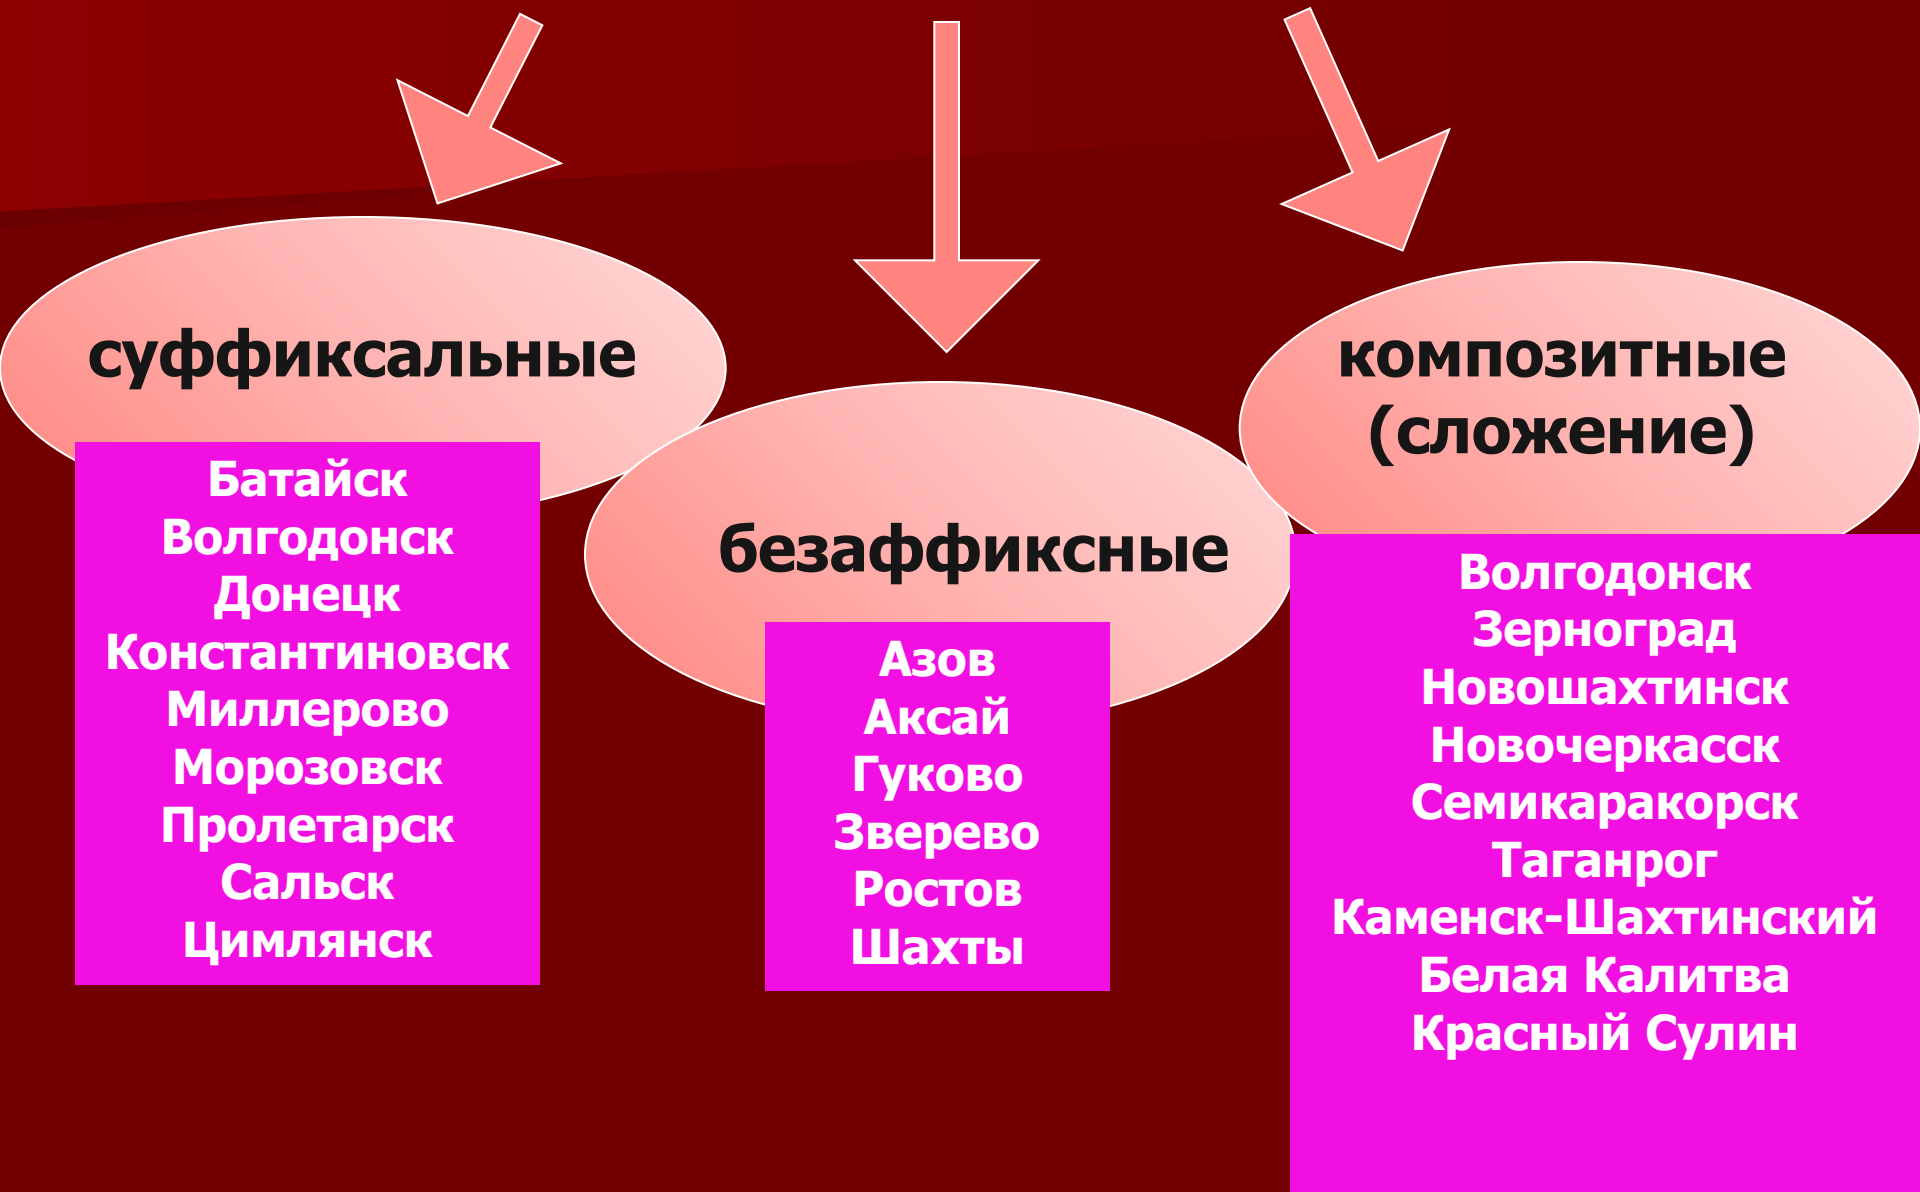 суффиксальные
Батайск
Волгодонск
Донецк
Константиновск
Миллерово
Морозовск
Пролетарск
Сальск
Цимлянск
безаффиксные
Азов
Аксай
Гуково
Зверево
Ростов
Шахты
композитные
(сложение)
Волгодонск
Зерноград
Новошахтинск
Новочеркасск
Семикаракорск
Таганрог
Каменск-Шахтинский
Белая Калитва
Красный Сулин